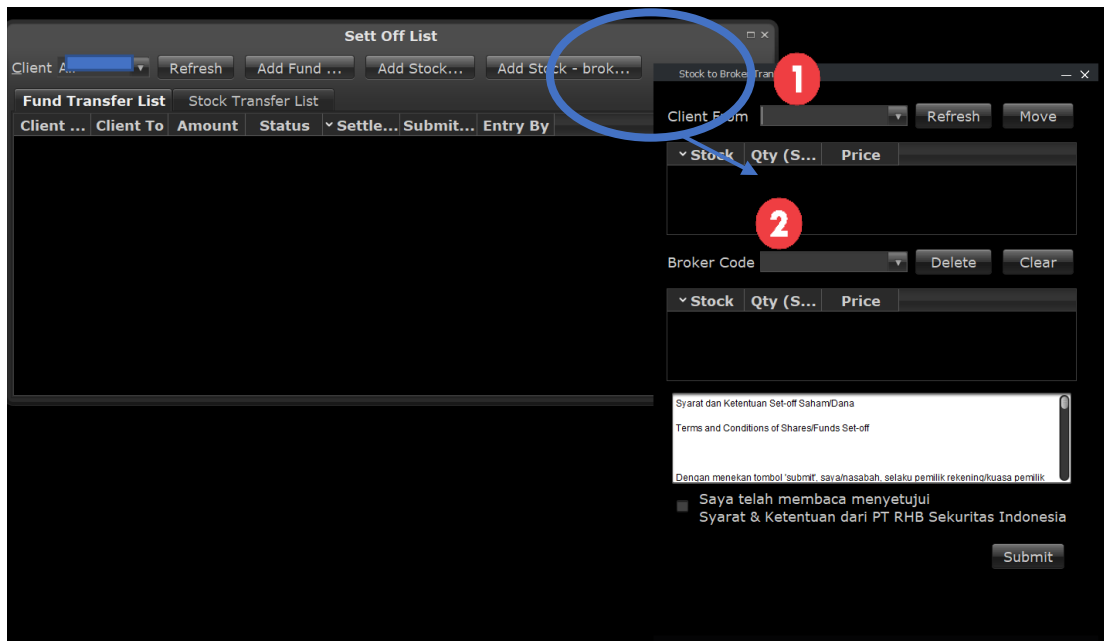 Sett Off List
Client A... Refresh Add Fund ... Add Stock... Add Stock - brok...
Fund Transfer List Stock Transfer List
Client ... Client To Amount Status Settle... Submit... Entry By
Stock to Broker Tran
1
Client From Refresh Move
Stock Qty (S... Price
2
Broker Code Delete Clear
Stock Qty (S... Price
Syarat dan Ketentuan Set-off Saham/Dana
Terms and Conditions of Shares/Funds Set-off
Dengan menekan tombol 'submit', saya/nasabah, selaku pemilik rekening/kuasa pemilik
Saya telah membaca menyetujui
Syarat & Ketentuan dari PT RHB Sekuritas Indonesia
Submit